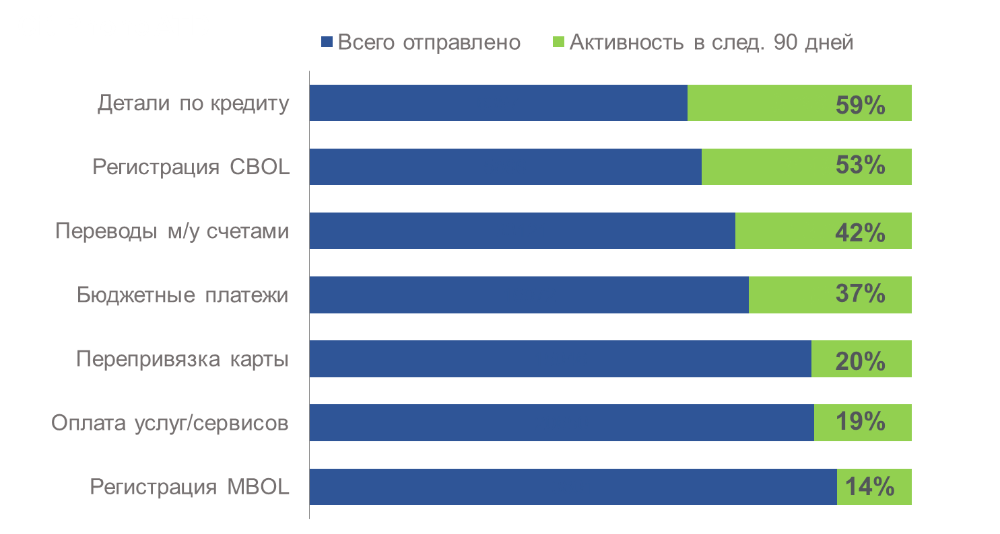 Всего отправлено Активность в след. 90 дней
Детали по кредиту 59%
Регистрация CBOL 53%
Переводы м/у счетами 42%
Бюджетные платежи 37%
Перепривязка карты 20%
Оплата услуг/сервисов 19%
Регистрация MBOL 14%